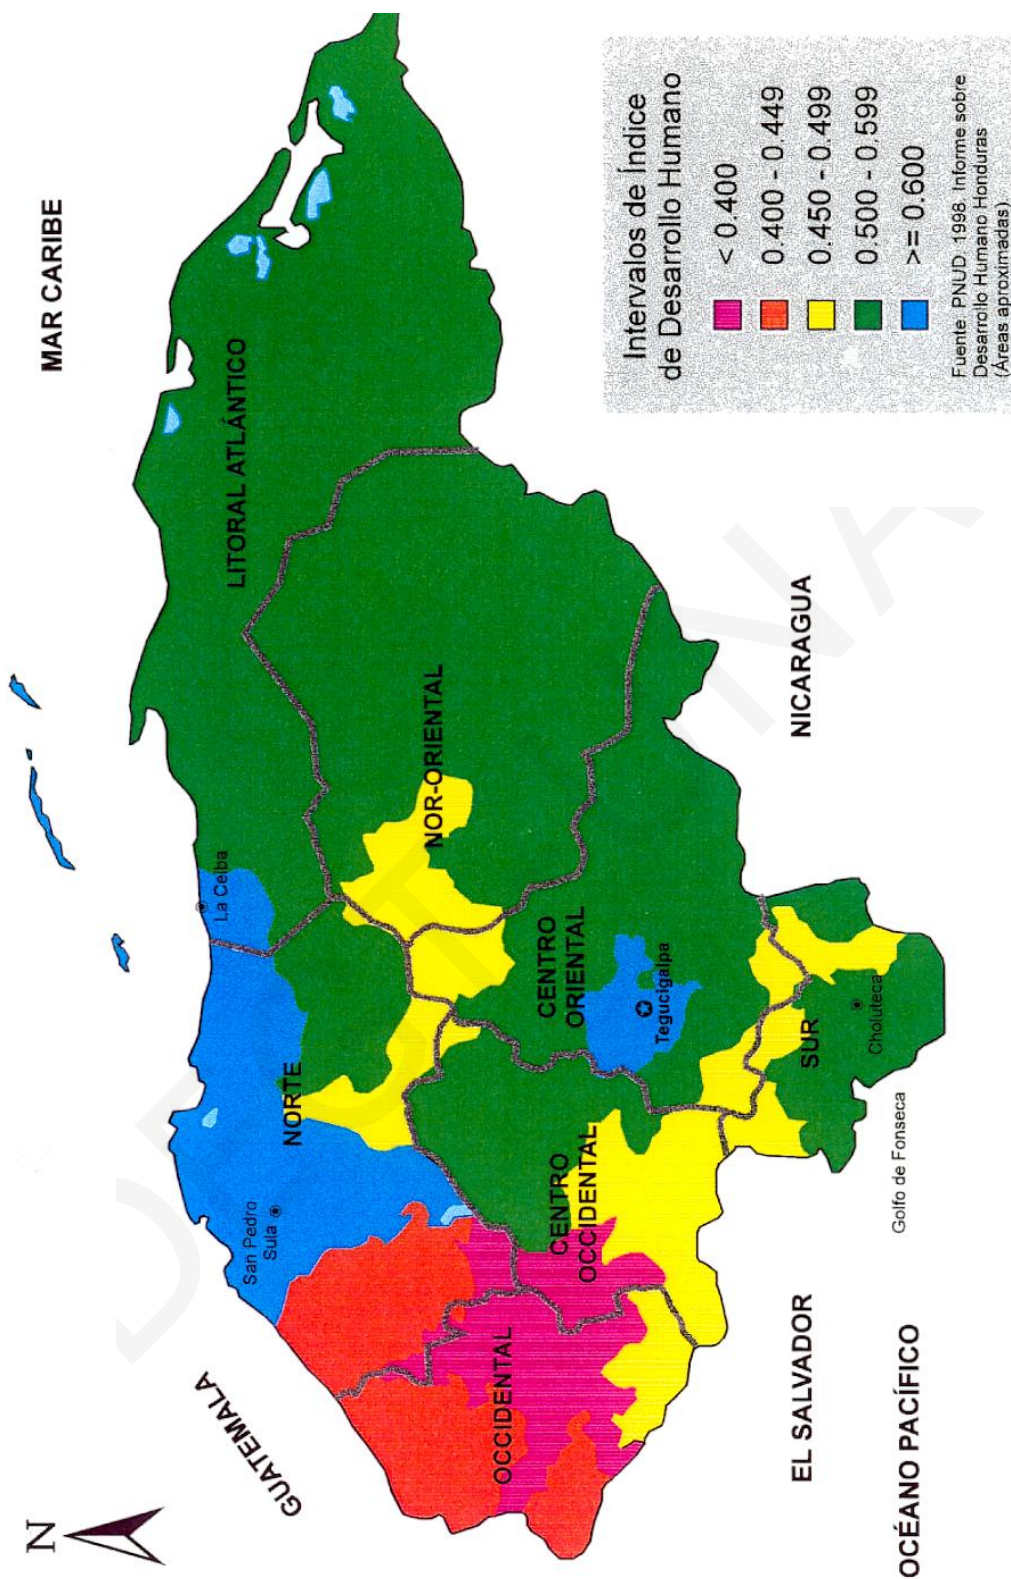 N
MAR CARIBE
GUATEMALA
San Pedro
Sula
La Ceiba
LITORAL ATLÁNTICO
NORTE
NOR-ORIENTAL
OCCIDENTAL
CENTRO
OCCIDENTAL
CENTRO
ORIENTAL
Tegucigalpa
SUR
Choluteca
Golfo de Fonseca
NICARAGUA
EL SALVADOR
OCÉANO PACÍFICO
Intervalos de Índice
de Desarrollo Humano
< 0.400
0.400 - 0.449
0.450 - 0.499
0.500 - 0.599
>= 0.600
Fuente. PNUD. 1998. Informe sobre
Desarrollo Humano Honduras
(Áreas aproximadas)